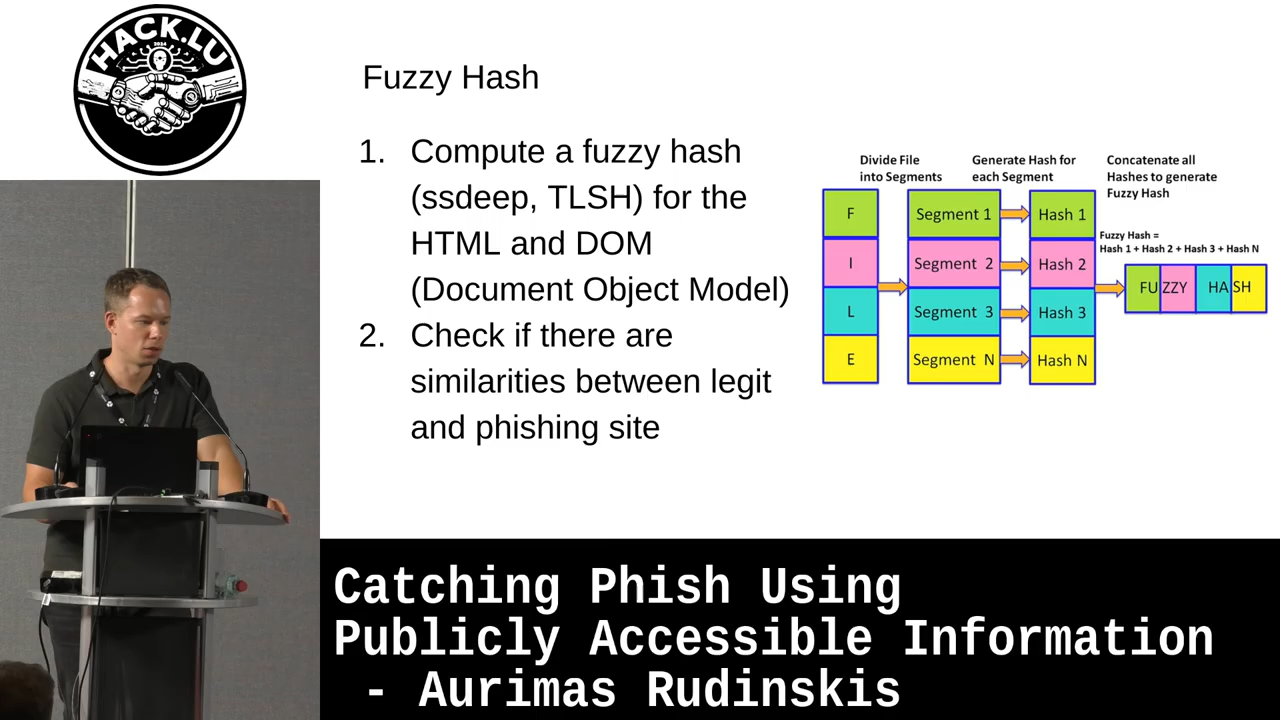 HACK.LU
2024
Fuzzy Hash
1. Compute a fuzzy hash
(ssdeep, TLSH) for the
HTML and DOM
(Document Object Model)
2. Check if there are
similarities between legit
and phishing site
Divide File
into Segments
Generate Hash for
each Segment
Concatenate all
Hashes to generate
Fuzzy Hash
F
Segment 1
Hash 1
I
Segment 2
Hash 2
L
Segment 3
Hash 3
E
Segment N
Hash N
Fuzzy Hash =
Hash 1 + Hash 2 + Hash 3 + Hash N
FUZZY HASH
Catching Phish Using
Publicly Accessible Information
- Aurimas Rudinskis